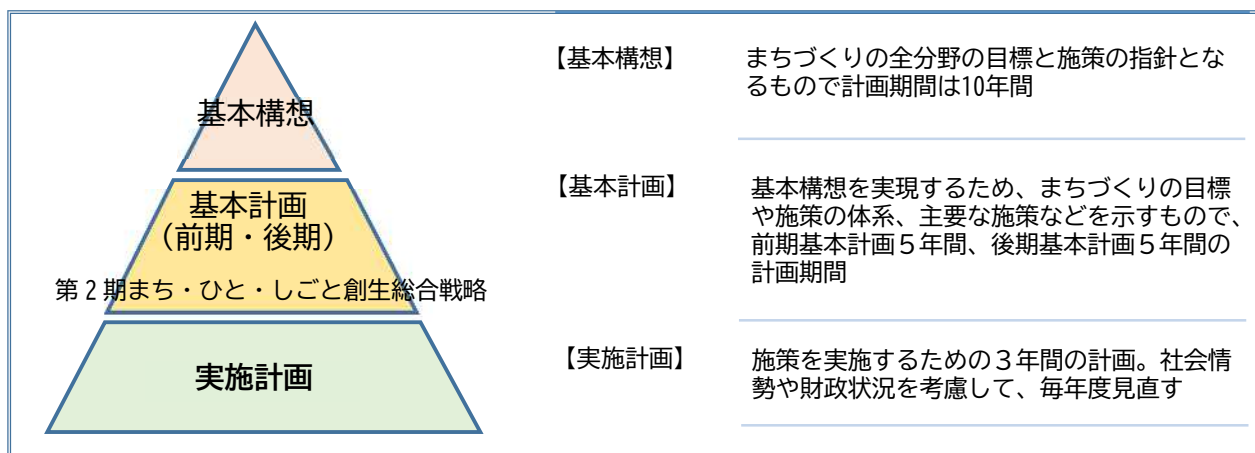 基本構想
基本計画
（前期・後期）
第２期まち・ひと・しごと創生総合戦略
実施計画
【基本構想】
まちづくりの全分野の目標と施策の指針とな
るもので計画期間は10年間
【基本計画】
基本構想を実現するため、まちづくりの目標
や施策の体系、主要な施策などを示すもので、
前期基本計画５年間、後期基本計画５年間の
計画期間
【実施計画】
施策を実施するための３年間の計画。社会情
勢や財政状況を考慮して、毎年度見直す